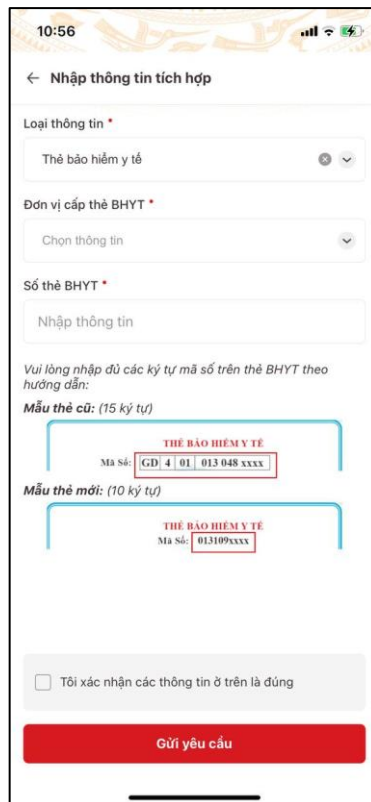 10:56
Nhập thông tin tích hợp
Loại thông tin *
Thẻ bảo hiểm y tế
Đơn vị cấp thẻ BHYT *
Chọn thông tin
Số thẻ BHYT *
Nhập thông tin
Vui lòng nhập đủ các ký tự mã số trên thẻ BHYT theo
hướng dẫn:
Mẫu thẻ cũ: (15 ký tự)
THẺ BẢO HIỂM Y TẾ
Mã Số: GD 4 01 013 048 xxxx
Mẫu thẻ mới: (10 ký tự)
THẺ BẢO HIỂM Y TẾ
Mã Số: 013109xxxx
Tôi xác nhận các thông tin ở trên là đúng
Gửi yêu cầu